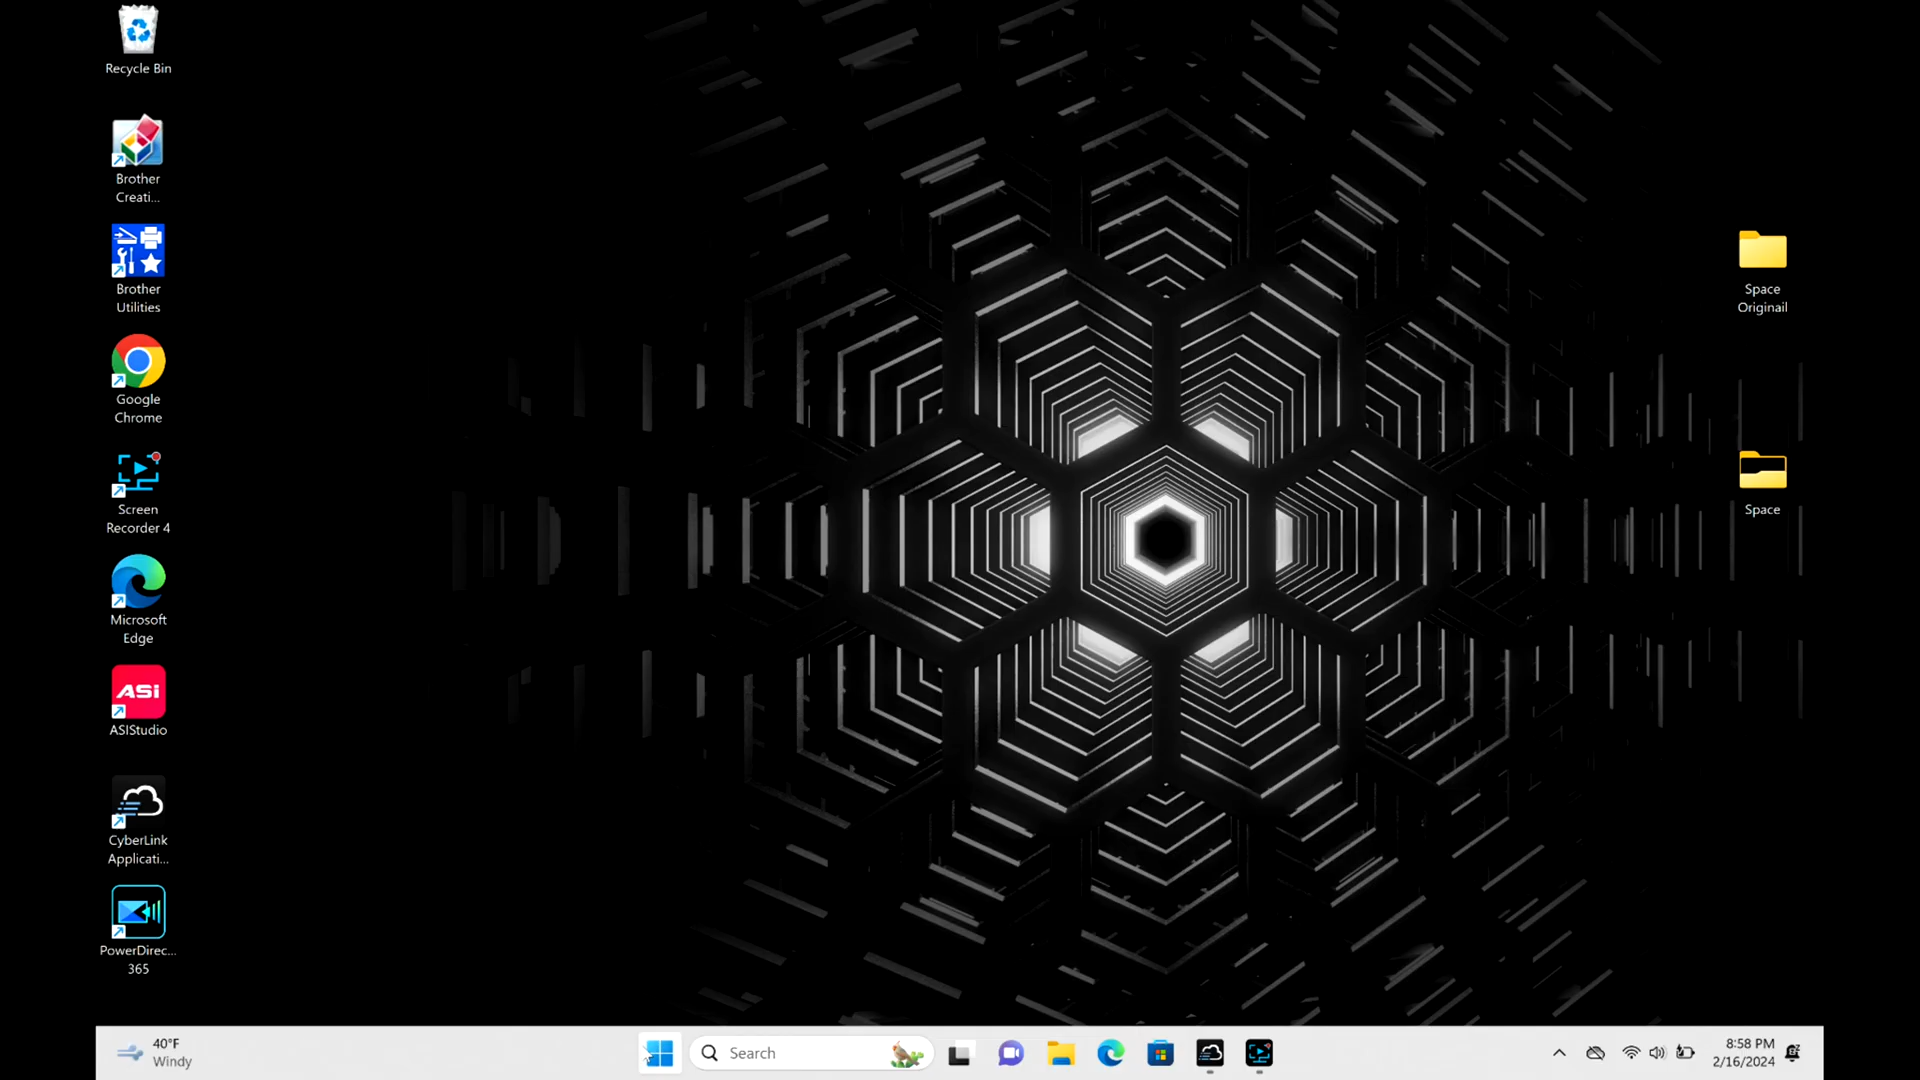 Recycle Bin
Brother
Creati...
Brother
Utilities
Google
Chrome
Screen
Recorder 4
Microsoft
Edge
ASi
ASIStudio
CyberLink
Applicati...
PowerDirec...
365
Space
Originail
Space
40°F
Windy
Search
8:58 PM
2/16/2024